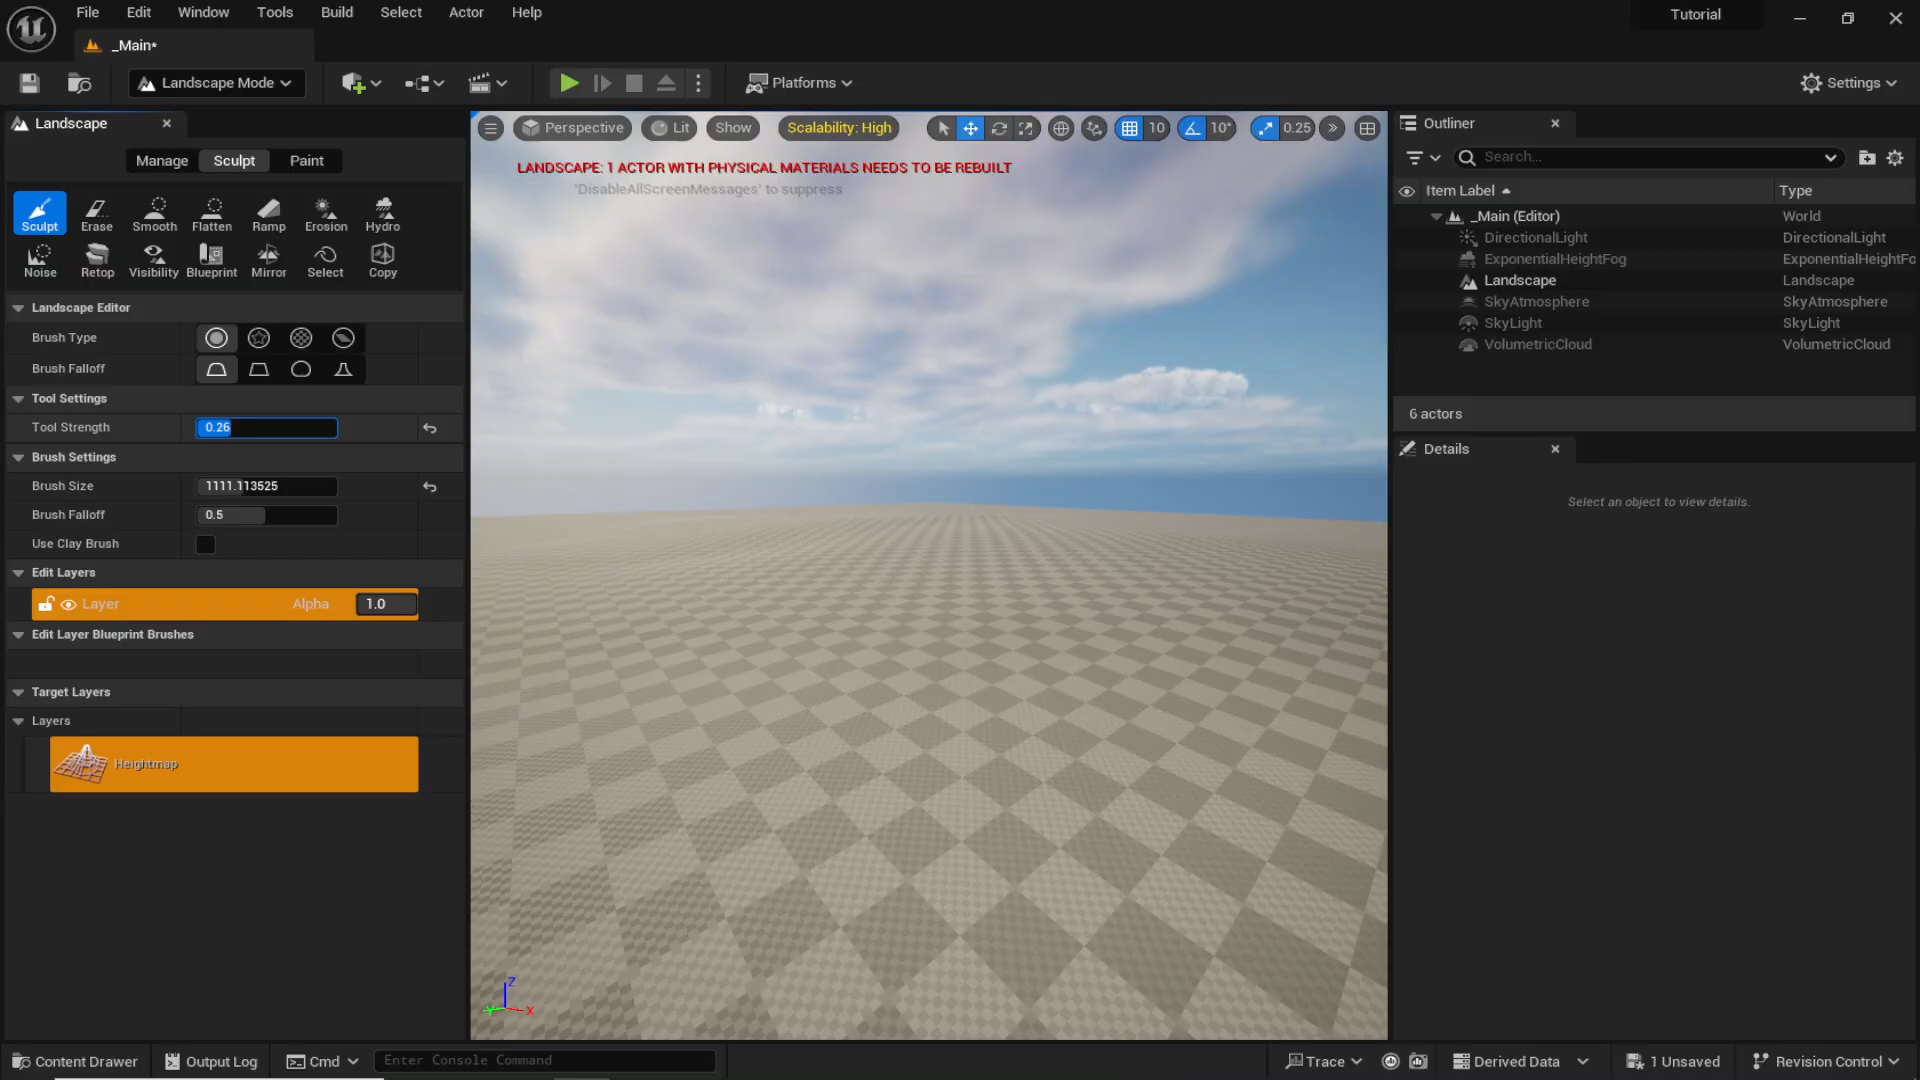 File Edit Window Tools Build Select Actor Help
Tutorial
_Main*
Landscape Mode
Platforms
Settings
Landscape
Manage Sculpt Paint
Sculpt Erase Smooth Flatten Ramp Erosion Hydro
Noise Retop Visibility Blueprint Mirror Select Copy
Landscape Editor
Brush Type
Brush Falloff
Tool Settings
Tool Strength 0.26
Brush Settings
Brush Size 1111.113525
Brush Falloff 0.5
Use Clay Brush
Edit Layers
Layer Alpha 1.0
Edit Layer Blueprint Brushes
Target Layers
Layers
Heightmap
Perspective Lit Show Scalability: High 10 10° 0.25
LANDSCAPE: 1 ACTOR WITH PHYSICAL MATERIALS NEEDS TO BE REBUILT
'DisableAllScreenMessages' to suppress
Z
Y
X
Outliner
Search...
Item Label Type
_Main (Editor) World
DirectionalLight DirectionalLight
ExponentialHeightFog ExponentialHeightFo
Landscape Landscape
SkyAtmosphere SkyAtmosphere
SkyLight SkyLight
VolumetricCloud VolumetricCloud
6 actors
Details
Select an object to view details.
Content Drawer Output Log Cmd Enter Console Command Trace Derived Data 1 Unsaved Revision Control